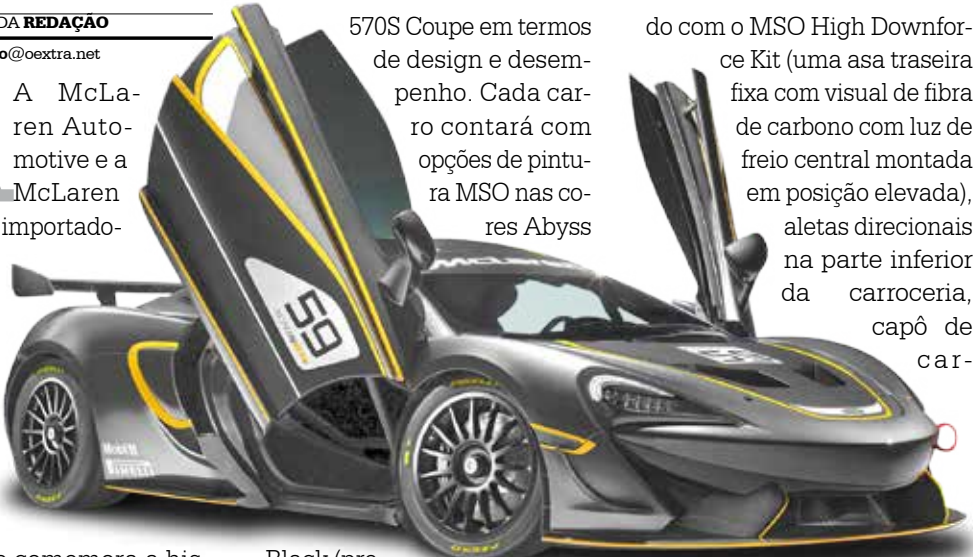 DA REDAÇÃO
o@oextra.net
A McLa-
ren Auto-
motive e a
McLaren
importado-
570S Coupe em termos
de design e desem-
penho. Cada car-
ro contará com
opções de pintu-
ra MSO nas co-
res Abyss
do com o MSO High Downfor-
ce Kit (uma asa traseira
fixa com visual de fibra
de carbono com luz de
freio central montada
em posição elevada),
aletas direcionais
na parte inferior
da carroceria,
capô de
car-
McLaren
59
Mobil 1
PIRELLI